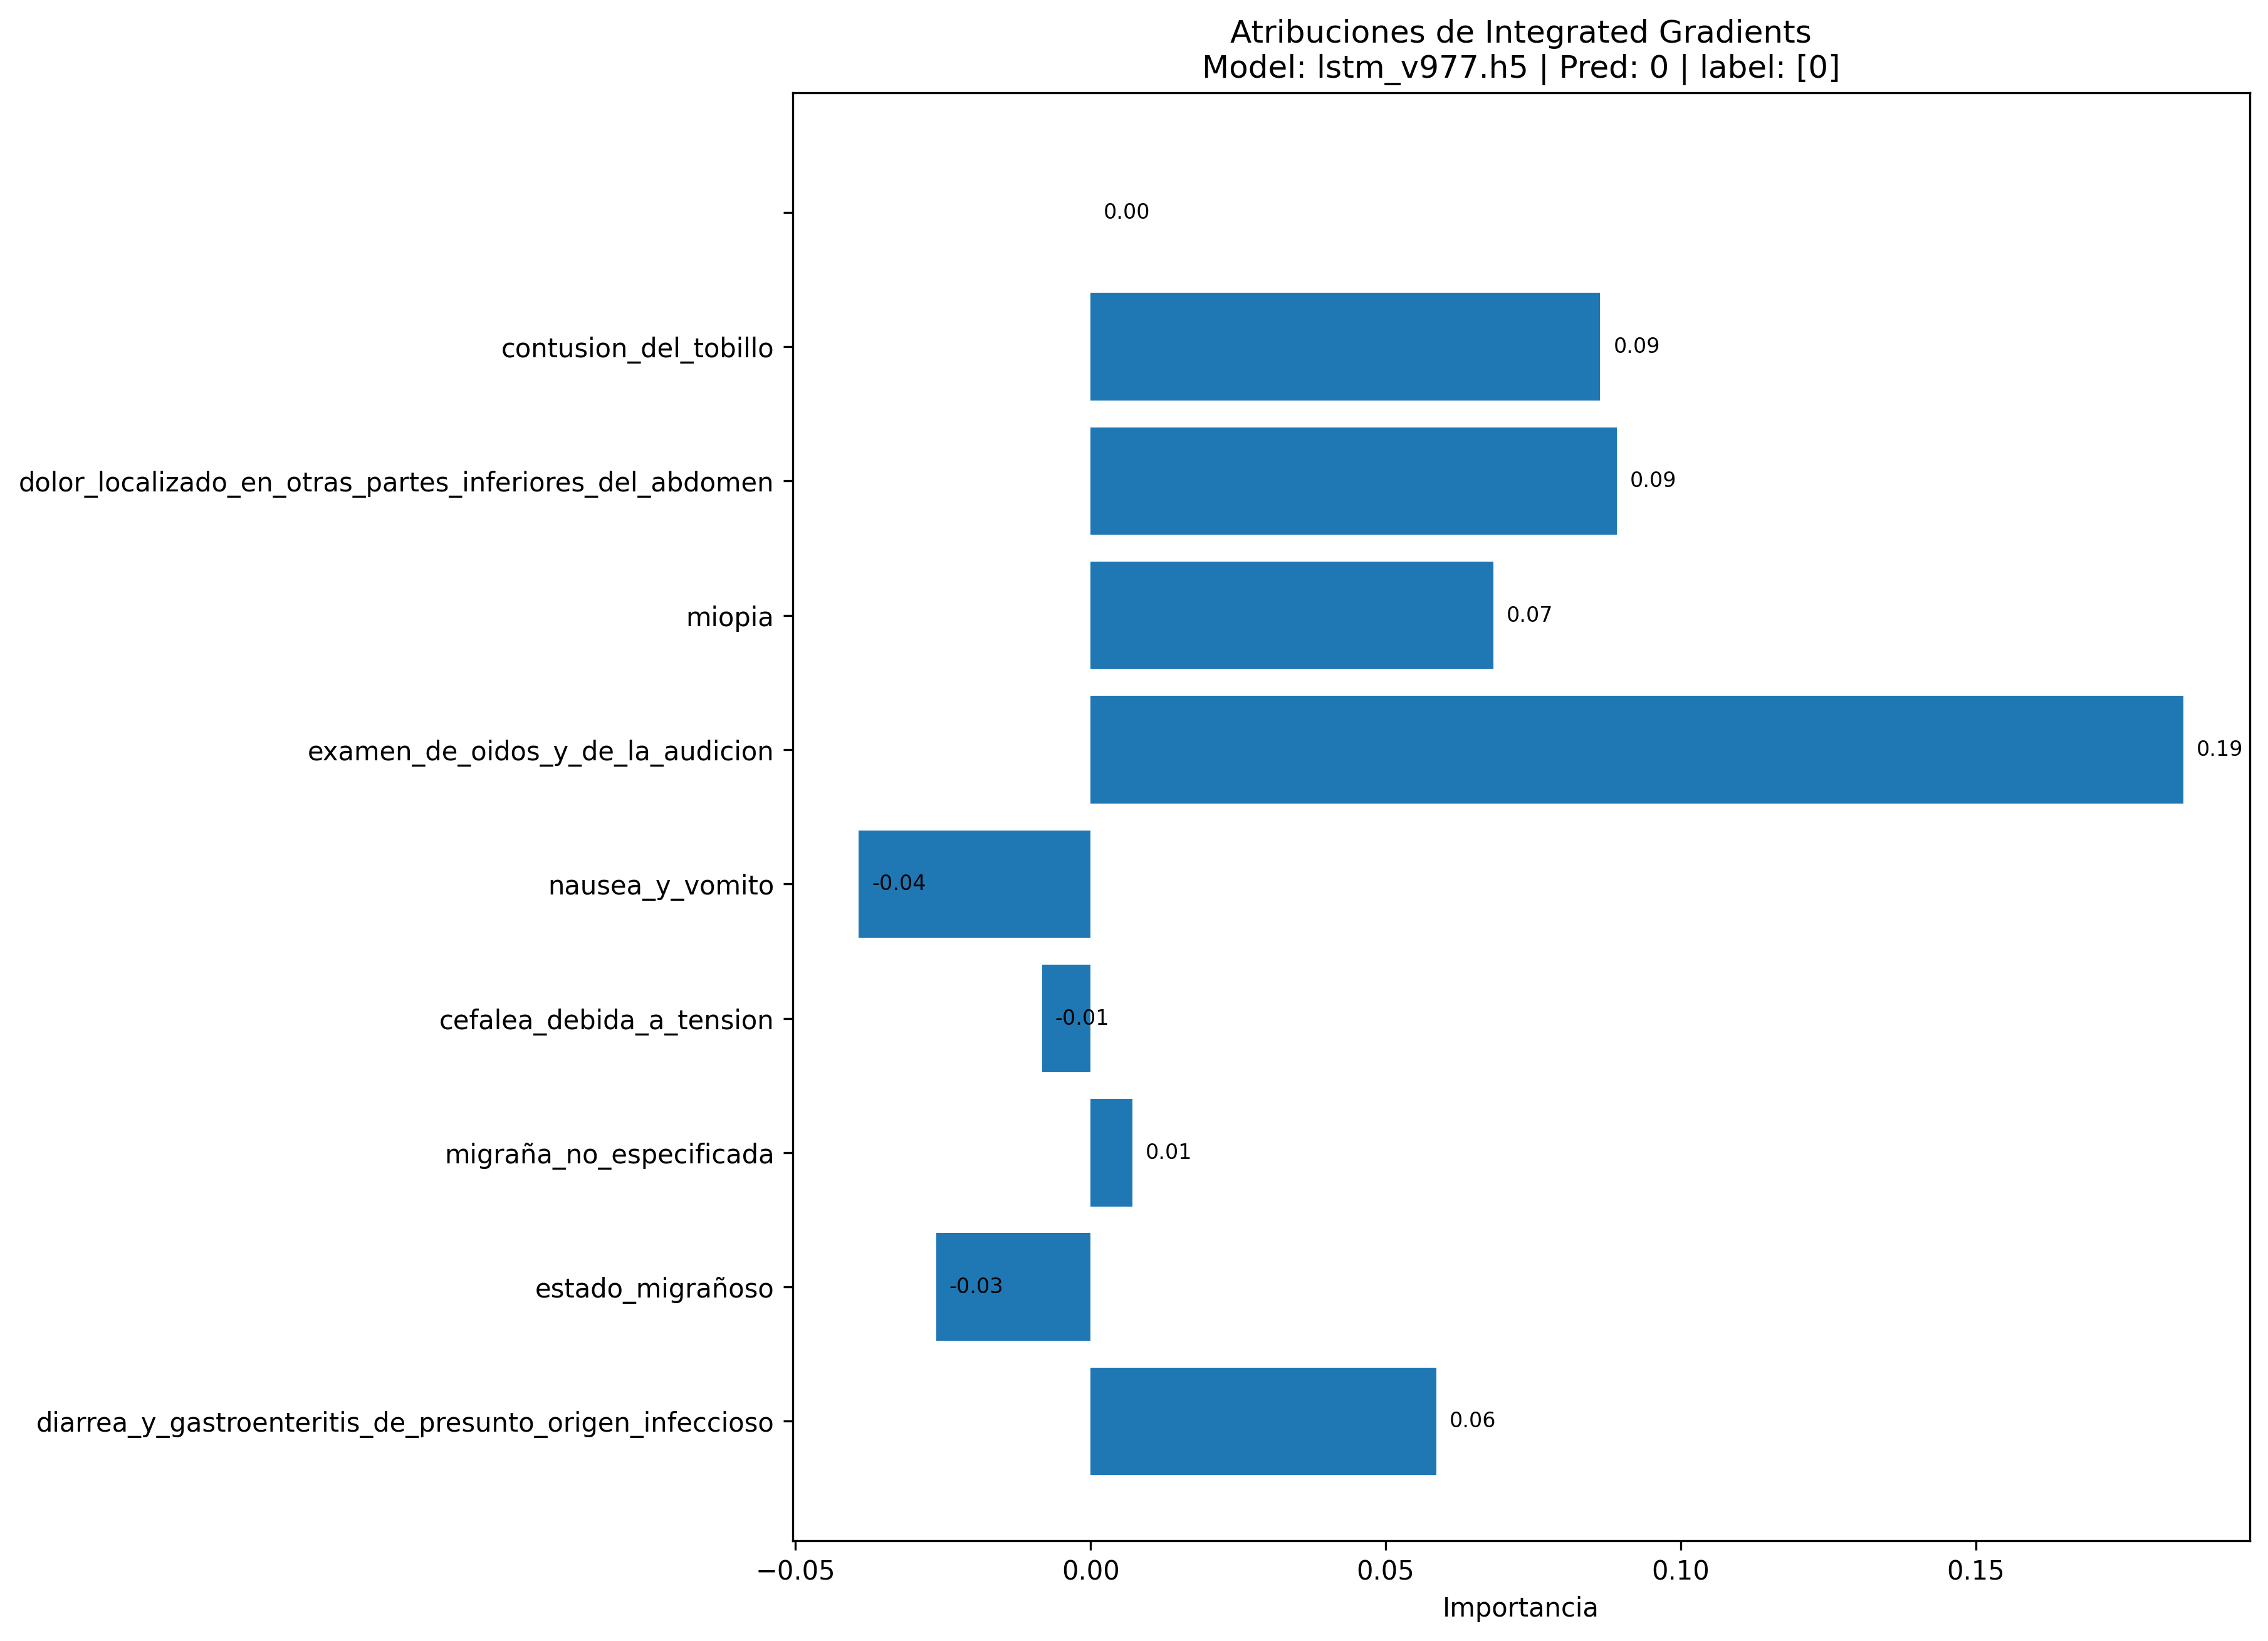 Atribuciones de Integrated Gradients
Model: lstm_v977.h5 | Pred: 0 | label: [0]
0.00
contusion_del_tobillo 0.09
dolor_localizado_en_otras_partes_inferiores_del_abdomen 0.09
miopia 0.07
examen_de_oidos_y_de_la_audicion 0.19
nausea_y_vomito -0.04
cefalea_debida_a_tension -0.01
migraña_no_especificada 0.01
estado_migrañoso -0.03
diarrea_y_gastroenteritis_de_presunto_origen_infeccioso 0.06
−0.05 0.00 0.05 0.10 0.15
Importancia